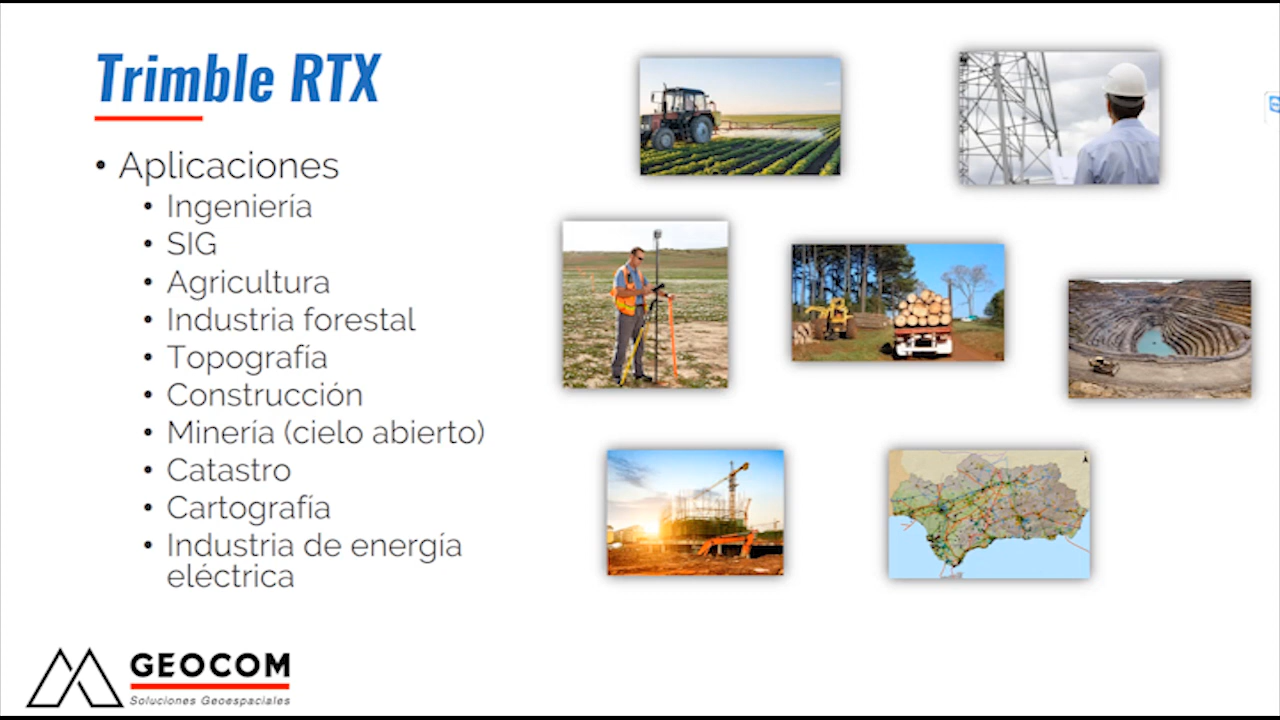 Trimble RTX
• Aplicaciones
• Ingeniería
• SIG
• Agricultura
• Industria forestal
• Topografía
• Construcción
• Minería (cielo abierto)
• Catastro
• Cartografía
• Industria de energía
eléctrica
GEOCOM
Soluciones Geoespaciales